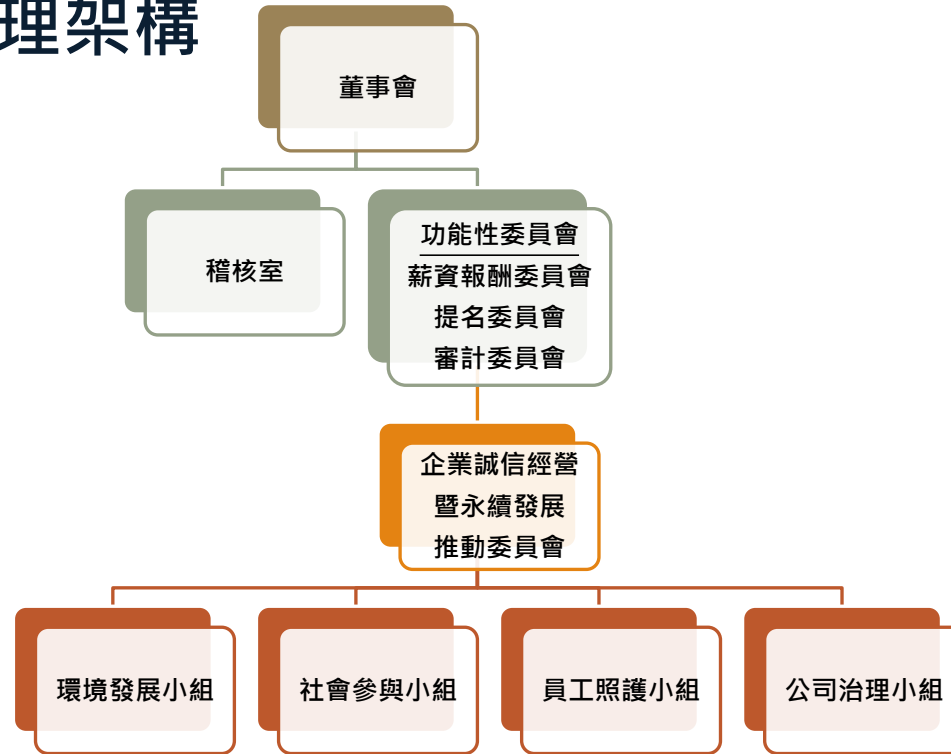 理架構
董事會
稽核室
功能性委員會
薪資報酬委員會
提名委員會
審計委員會
企業誠信經營
暨永續發展
推動委員會
環境發展小組
社會參與小組
員工照護小組
公司治理小組